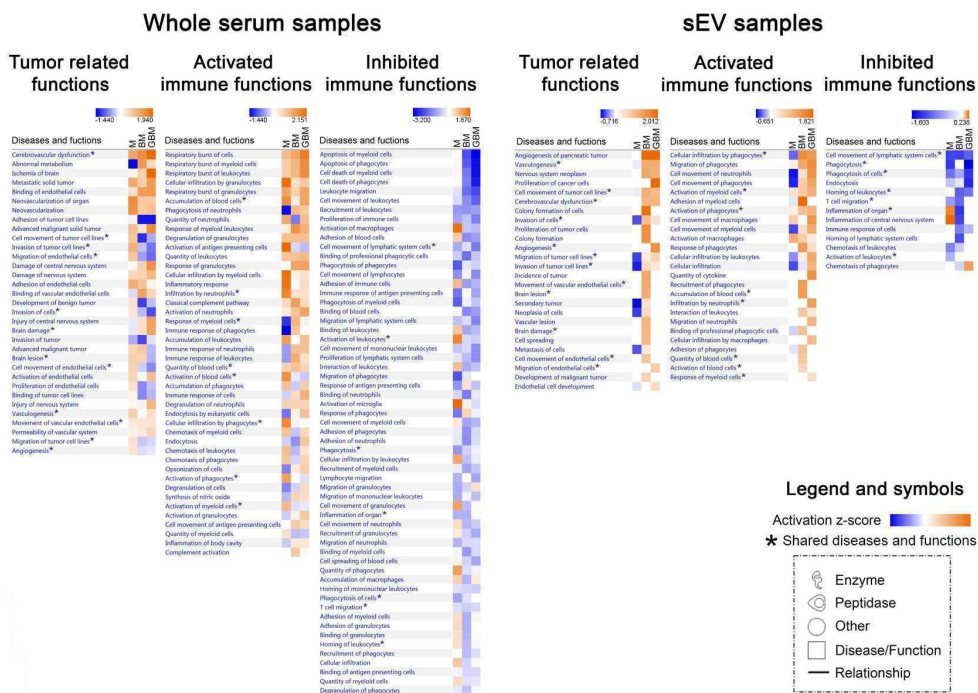 Whole serum samples
sEV samples
Tumor related
functions
Activated
immune functions
Inhibited
immune functions
Tumor related
functions
Activated
immune functions
Inhibited
immune functions
-1.440 1.940
Diseases and fuctions M BM GBM
Cerebrovascular dysfunction *
Abnormal metabolism
Ischemia of brain
Metastatic solid tumor
Binding of endothelial cells
Neovascularization of organ
Neovascularization
Adhesion of tumor cell lines
Advanced malignant solid tumor
Cell movement of tumor cell lines *
Invasion of tumor cell lines *
Migration of endothelial cells *
Damage of central nervous system
Damage of nervous system
Adhesion of endothelial cells
Binding of vascular endothelial cells
Development of benign tumor
Invasion of cells *
Injury of central nervous system
Brain damage *
Invasion of tumor
Advanced malignant tumor
Brain lesion *
Cell movement of endothelial cells *
Activation of endothelial cells
Proliferation of endothelial cells
Binding of tumor cell lines
Injury of nervous system
Vasculogenesis *
Movement of vascular endothelial cells *
Permeability of vascular system
Migration of tumor cell lines *
Angiogenesis *
-1.440 2.151
Diseases and fuctions M BM GBM
Respiratory burst of cells
Respiratory burst of myeloid cells
Respiratory burst of leukocytes
Cellular infiltration by granulocytes
Respiratory burst of granulocytes
Accumulation of blood cells *
Phagocytosis of neutrophils
Quantity of neutrophils
Response of myeloid leukocytes
Degranulation of granulocytes
Activation of antigen presenting cells
Quantity of leukocytes
Response of granulocytes
Cellular infiltration by myeloid cells
Inflammatory response
Infiltration by neutrophils *
Classical complement pathway
Activation of neutrophils
Response of myeloid cells *
Immune response of phagocytes
Accumulation of leukocytes
Immune response of neutrophils
Immune response of leukocytes
Quantity of blood cells *
Activation of blood cells *
Accumulation of phagocytes
Immune response of cells
Degranulation of neutrophils
Endocytosis by eukaryotic cells
Cellular infiltration by phagocytes *
Chemotaxis of myeloid cells
Endocytosis
Chemotaxis of leukocytes
Chemotaxis of phagocytes
Opsonization of cells
Activation of phagocytes *
Degranulation of cells
Synthesis of nitric oxide
Activation of myeloid cells *
Activation of granulocytes
Cell movement of antigen presenting cells
Quantity of myeloid cells
Inflammation of body cavity
Complement activation
-3.200 1.870
Diseases and fuctions M BM GBM
Apoptosis of myeloid cells
Apoptosis of phagocytes
Cell death of myeloid cells
Cell death of phagocytes
Leukocyte migration
Cell movement of leukocytes
Recruitment of leukocytes
Proliferation of immune cells
Activation of macrophages
Adhesion of blood cells
Cell movement of lymphatic system cells *
Binding of professional phagocytic cells
Phagocytosis of phagocytes
Cell movement of lymphocytes
Adhesion of immune cells
Immune response of antigen presenting cells
Phagocytosis of myeloid cells
Binding of blood cells
Migration of lymphatic system cells
Binding of leukocytes
Activation of leukocytes *
Cell movement of mononuclear leukocytes
Proliferation of lymphatic system cells
Interaction of leukocytes
Migration of phagocytes
Response of antigen presenting cells
Binding of neutrophils
Activation of microglia
Response of phagocytes
Cell movement of myeloid cells
Adhesion of phagocytes
Adhesion of neutrophils
Phagocytosis *
Cellular infiltration by leukocytes
Recruitment of myeloid cells
Lymphocyte migration
Migration of granulocytes
Migration of mononuclear leukocytes
Cell movement of granulocytes
Inflammation of organ *
Cell movement of neutrophils
Recruitment of granulocytes
Migration of neutrophils
Binding of myeloid cells
Cell spreading of blood cells
Quantity of phagocytes
Accumulation of macrophages
Homing of mononuclear leukocytes
Phagocytosis of cells *
T cell migration *
Adhesion of myeloid cells
Adhesion of granulocytes
Binding of granulocytes
Homing of leukocytes *
Recruitment of phagocytes
Cellular infiltration
Binding of antigen presenting cells
Quantity of myeloid cells
Degranulation of phagocytes
-0.716 2.012
Diseases and fuctions M BM GBM
Angiogenesis of pancreatic tumor
Vasculogenesis *
Nervous system neoplasm
Proliferation of cancer cells
Cell movement of tumor cell lines *
Cerebrovascular dysfunction *
Colony formation of cells
Invasion of cells *
Proliferation of tumor cells
Colony formation
Angiogenesis *
Migration of tumor cell lines *
Invasion of tumor cell lines *
Incidence of tumor
Movement of vascular endothelial cells *
Brain lesion *
Secondary tumor
Neoplasia of cells
Vascular lesion
Brain damage *
Cell spreading
Metastasis of cells
Cell movement of endothelial cells *
Migration of endothelial cells *
Development of malignant tumor
Endothelial cell development
-0.651 1.821
Diseases and fuctions M BM GBM
Cellular infiltration by phagocytes *
Migration of phagocytes
Cell movement of neutrophils
Cell movement of phagocytes
Activation of myeloid cells *
Adhesion of myeloid cells
Activation of phagocytes *
Cell movement of macrophages
Cell movement of myeloid cells
Activation of macrophages
Response of phagocytes
Cellular infiltration by leukocytes
Cellular infiltration
Quantity of cytokine
Recruitment of phagocytes
Accumulation of blood cells *
Infiltration by neutrophils *
Interaction of leukocytes
Migration of neutrophils
Binding of professional phagocytic cells
Cellular infiltration by macrophages
Adhesion of phagocytes
Quantity of blood cells *
Activation of blood cells *
Response of myeloid cells *
-1.603 0.238
Diseases and fuctions M BM GBM
Cell movement of lymphatic system cells *
Phagocytosis *
Phagocytosis of cells *
Endocytosis
Homing of leukocytes *
T cell migration *
Inflammation of organ *
Inflammation of central nervous system
Immune response of cells
Homing of lymphatic system cells
Chemotaxis of leukocytes
Activation of leukocytes *
Chemotaxis of phagocytes
Legend and symbols
Activation z-score
* Shared diseases and functions
Enzyme
Peptidase
Other
Disease/Function
Relationship